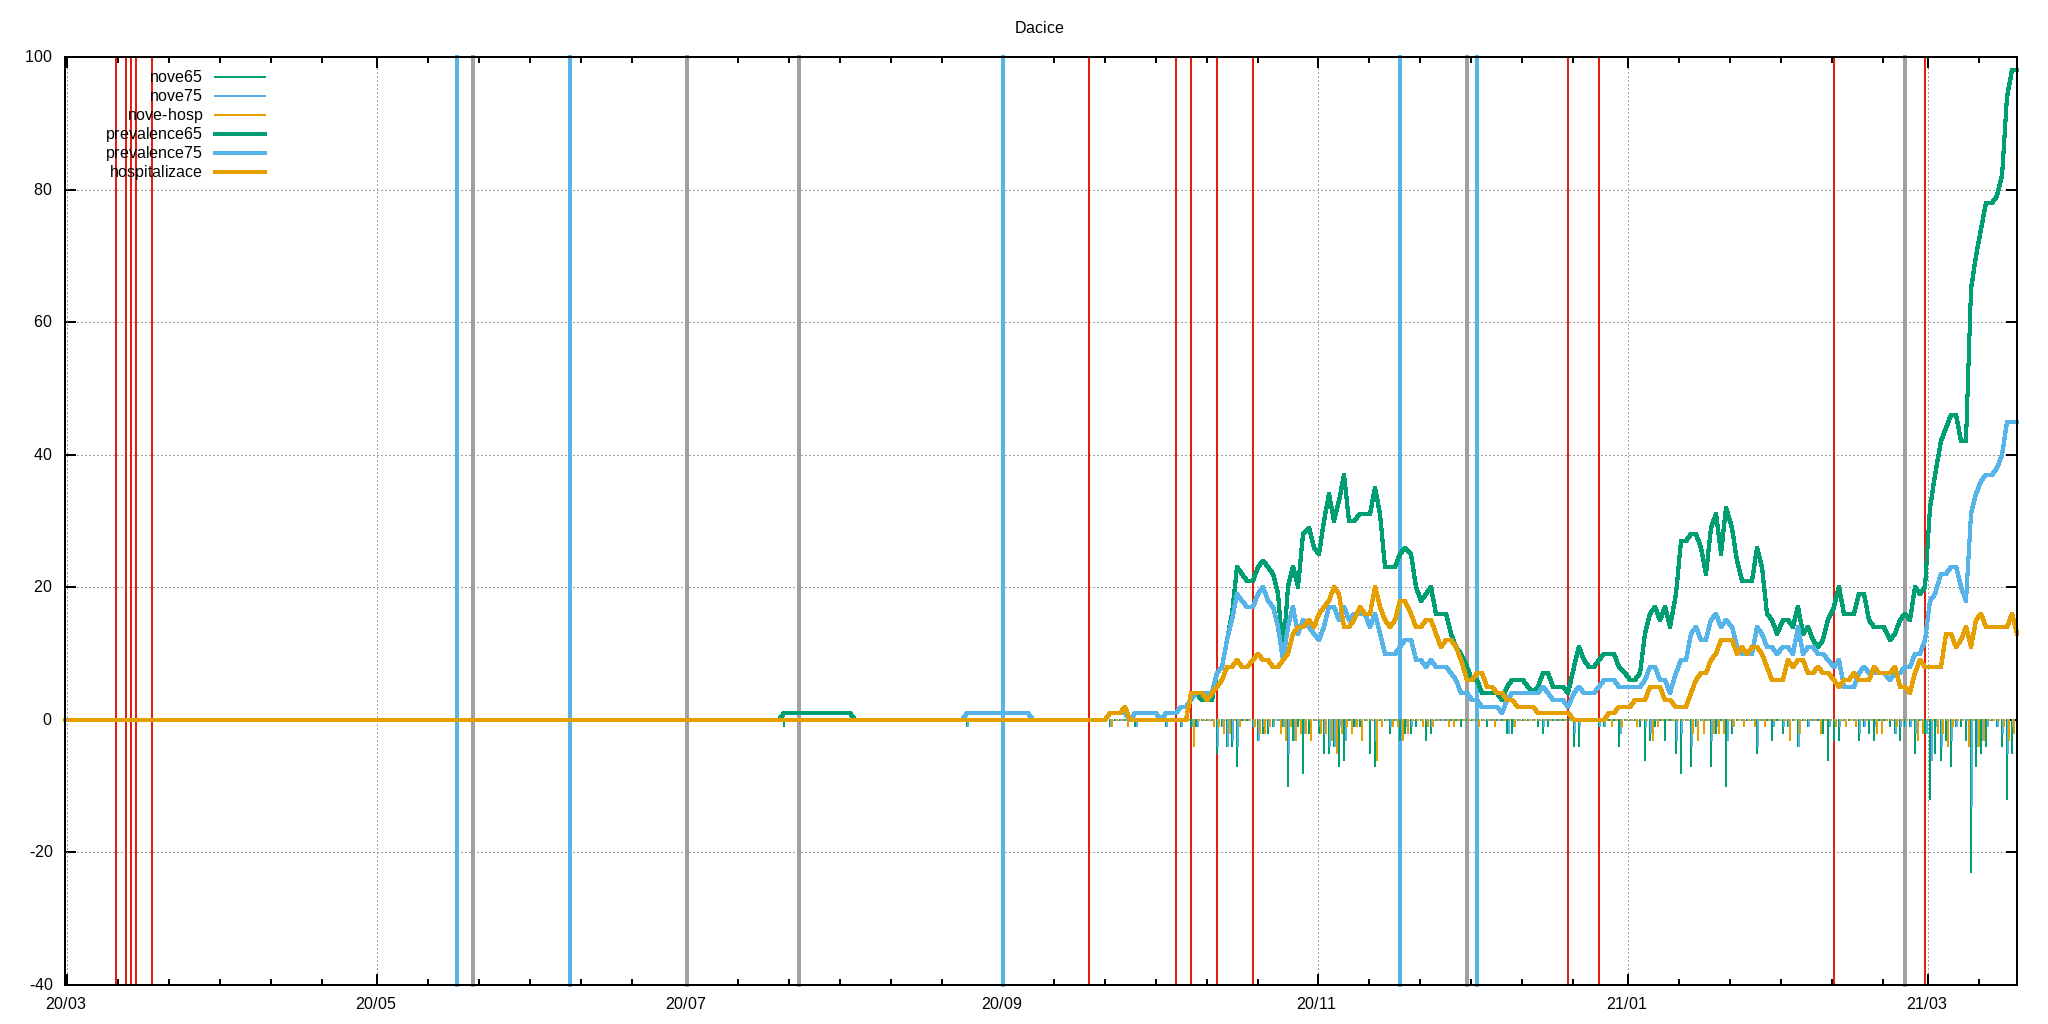 Dacice
100
80
60
40
20
0
-20
-40
nove65
nove75
nove-hosp
prevalence65
prevalence75
hospitalizace
20/03 20/05 20/07 20/09 20/11 21/01 21/03